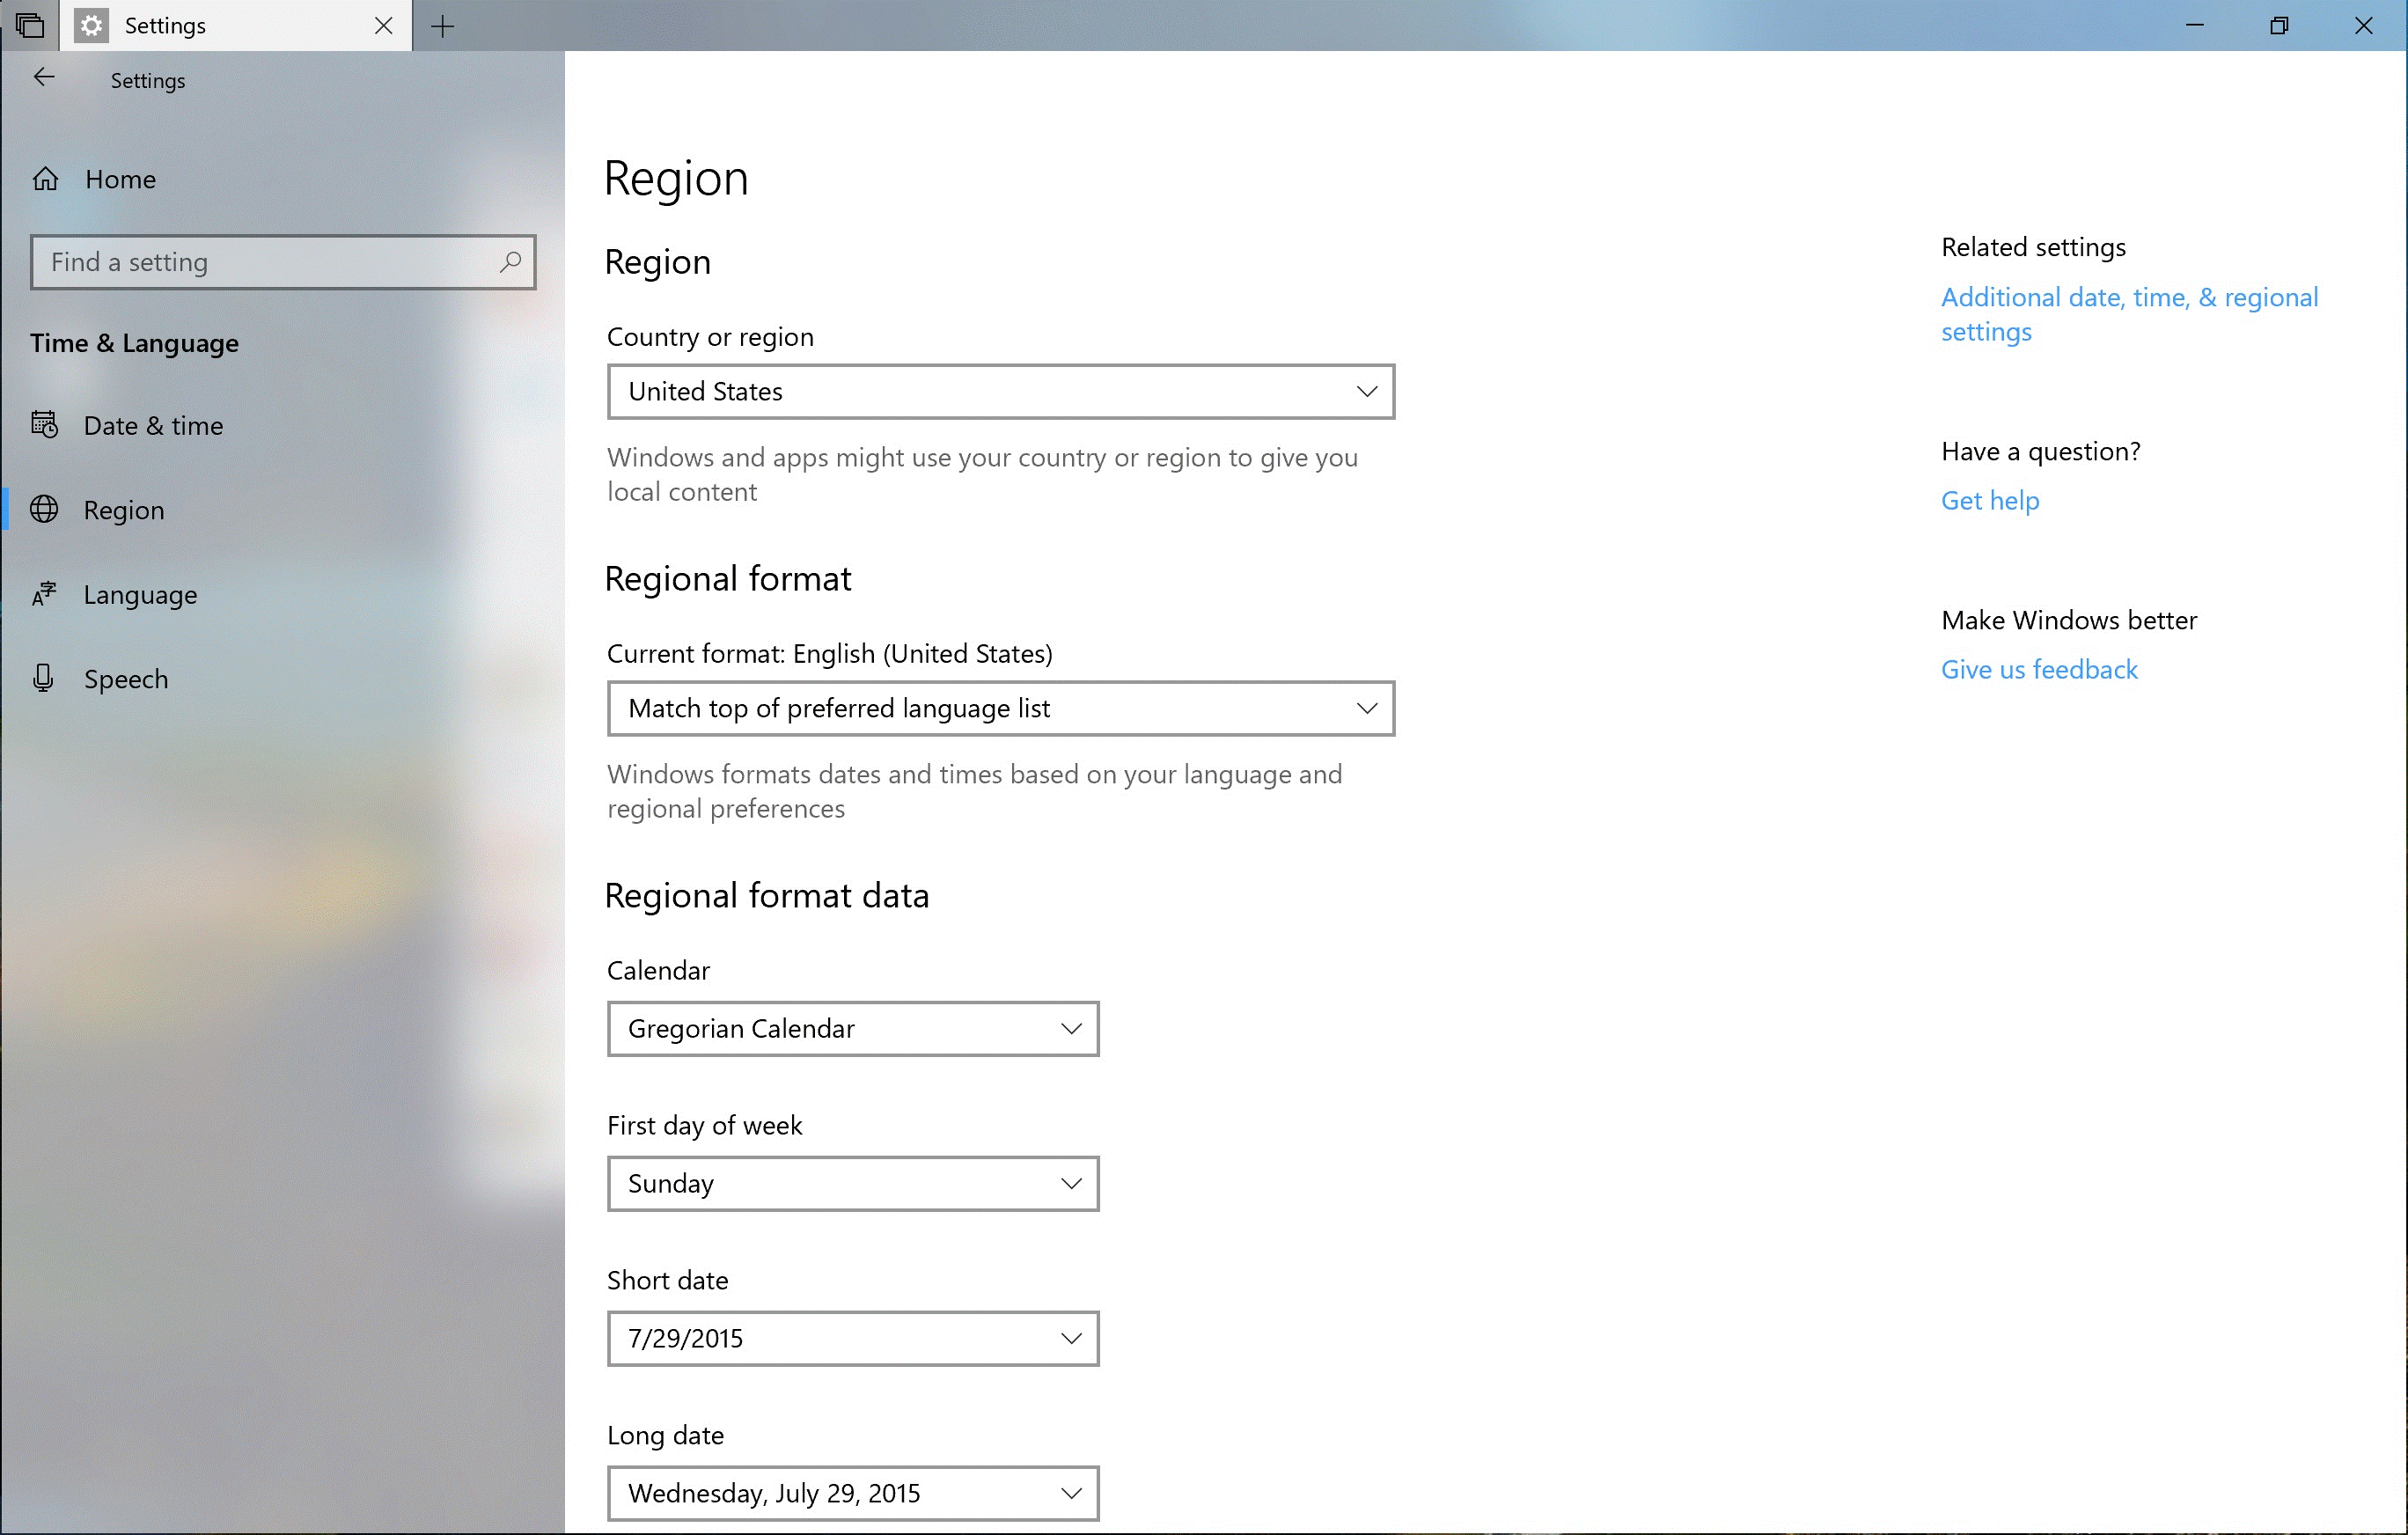 Settings
Settings
Home
Find a setting
Time & Language
Date & time
Region
Language
Speech
Region
Region
Country or region
United States
Windows and apps might use your country or region to give you
local content
Regional format
Current format: English (United States)
Match top of preferred language list
Windows formats dates and times based on your language and
regional preferences
Regional format data
Calendar
Gregorian Calendar
First day of week
Sunday
Short date
7/29/2015
Long date
Wednesday, July 29, 2015
Related settings
Additional date, time, & regional
settings
Have a question?
Get help
Make Windows better
Give us feedback